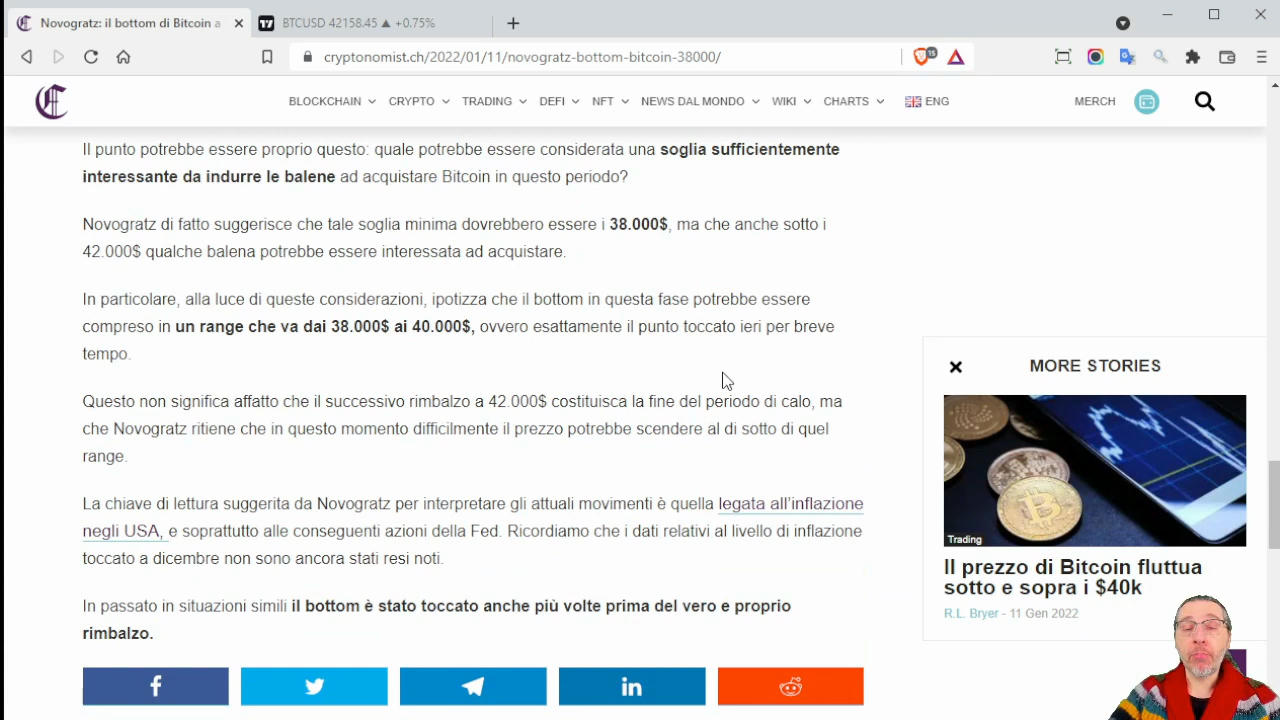 Novogratz: il bottom di Bitcoin a
BTCUSD 42158.45 ▲ +0.75%
cryptonomist.ch/2022/01/11/novogratz-bottom-bitcoin-38000/
15
BLOCKCHAIN CRYPTO TRADING DEFI NFT NEWS DAL MONDO WIKI CHARTS ENG MERCH
Il punto potrebbe essere proprio questo: quale potrebbe essere considerata una soglia sufficientemente
interessante da indurre le balene ad acquistare Bitcoin in questo periodo?
Novogratz di fatto suggerisce che tale soglia minima dovrebbero essere i 38.000$, ma che anche sotto i
42.000$ qualche balena potrebbe essere interessata ad acquistare.
In particolare, alla luce di queste considerazioni, ipotizza che il bottom in questa fase potrebbe essere
compreso in un range che va dai 38.000$ ai 40.000$, ovvero esattamente il punto toccato ieri per breve
tempo.
Questo non significa affatto che il successivo rimbalzo a 42.000$ costituisca la fine del periodo di calo, ma
che Novogratz ritiene che in questo momento difficilmente il prezzo potrebbe scendere al di sotto di quel
range.
La chiave di lettura suggerita da Novogratz per interpretare gli attuali movimenti è quella legata all'inflazione
negli USA, e soprattutto alle conseguenti azioni della Fed. Ricordiamo che i dati relativi al livello di inflazione
toccato a dicembre non sono ancora stati resi noti.
In passato in situazioni simili il bottom è stato toccato anche più volte prima del vero e proprio
rimbalzo.
MORE STORIES
Trading
Il prezzo di Bitcoin fluttua
sotto e sopra i $40k
R.L. Bryer - 11 Gen 2022